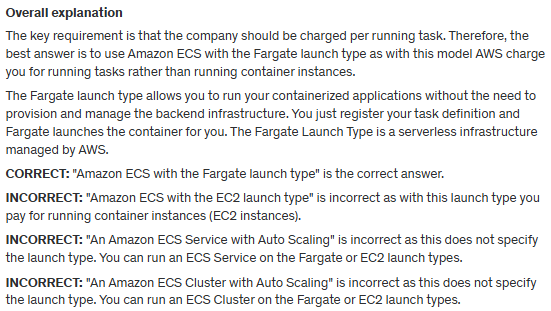 Overall explanation
The key requirement is that the company should be charged per running task. Therefore, the
best answer is to use Amazon ECS with the Fargate launch type as with this model AWS charge
you for running tasks rather than running container instances.
The Fargate launch type allows you to run your containerized applications without the need to
provision and manage the backend infrastructure. You just register your task definition and
Fargate launches the container for you. The Fargate Launch Type is a serverless infrastructure
managed by AWS.
CORRECT: "Amazon ECS with the Fargate launch type" is the correct answer.
INCORRECT: "Amazon ECS with the EC2 launch type" is incorrect as with this launch type you
pay for running container instances (EC2 instances).
INCORRECT: "An Amazon ECS Service with Auto Scaling" is incorrect as this does not specify
the launch type. You can run an ECS Service on the Fargate or EC2 launch types.
INCORRECT: "An Amazon ECS Cluster with Auto Scaling" is incorrect as this does not specify
the launch type. You can run an ECS Cluster on the Fargate or EC2 launch types.